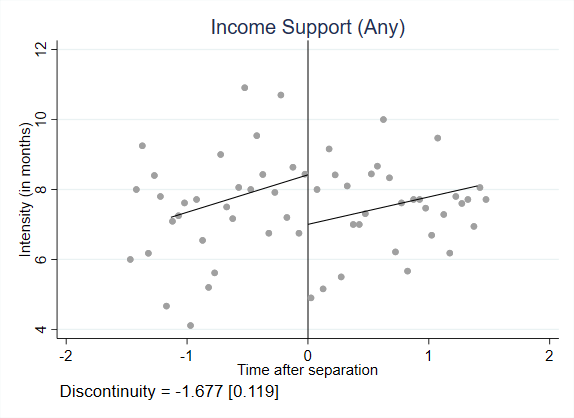 Income Support (Any)
Intensity (in months)
12
10
8
6
4
-2
-1
0
1
2
Time after separation
Discontinuity = -1.677 [0.119]